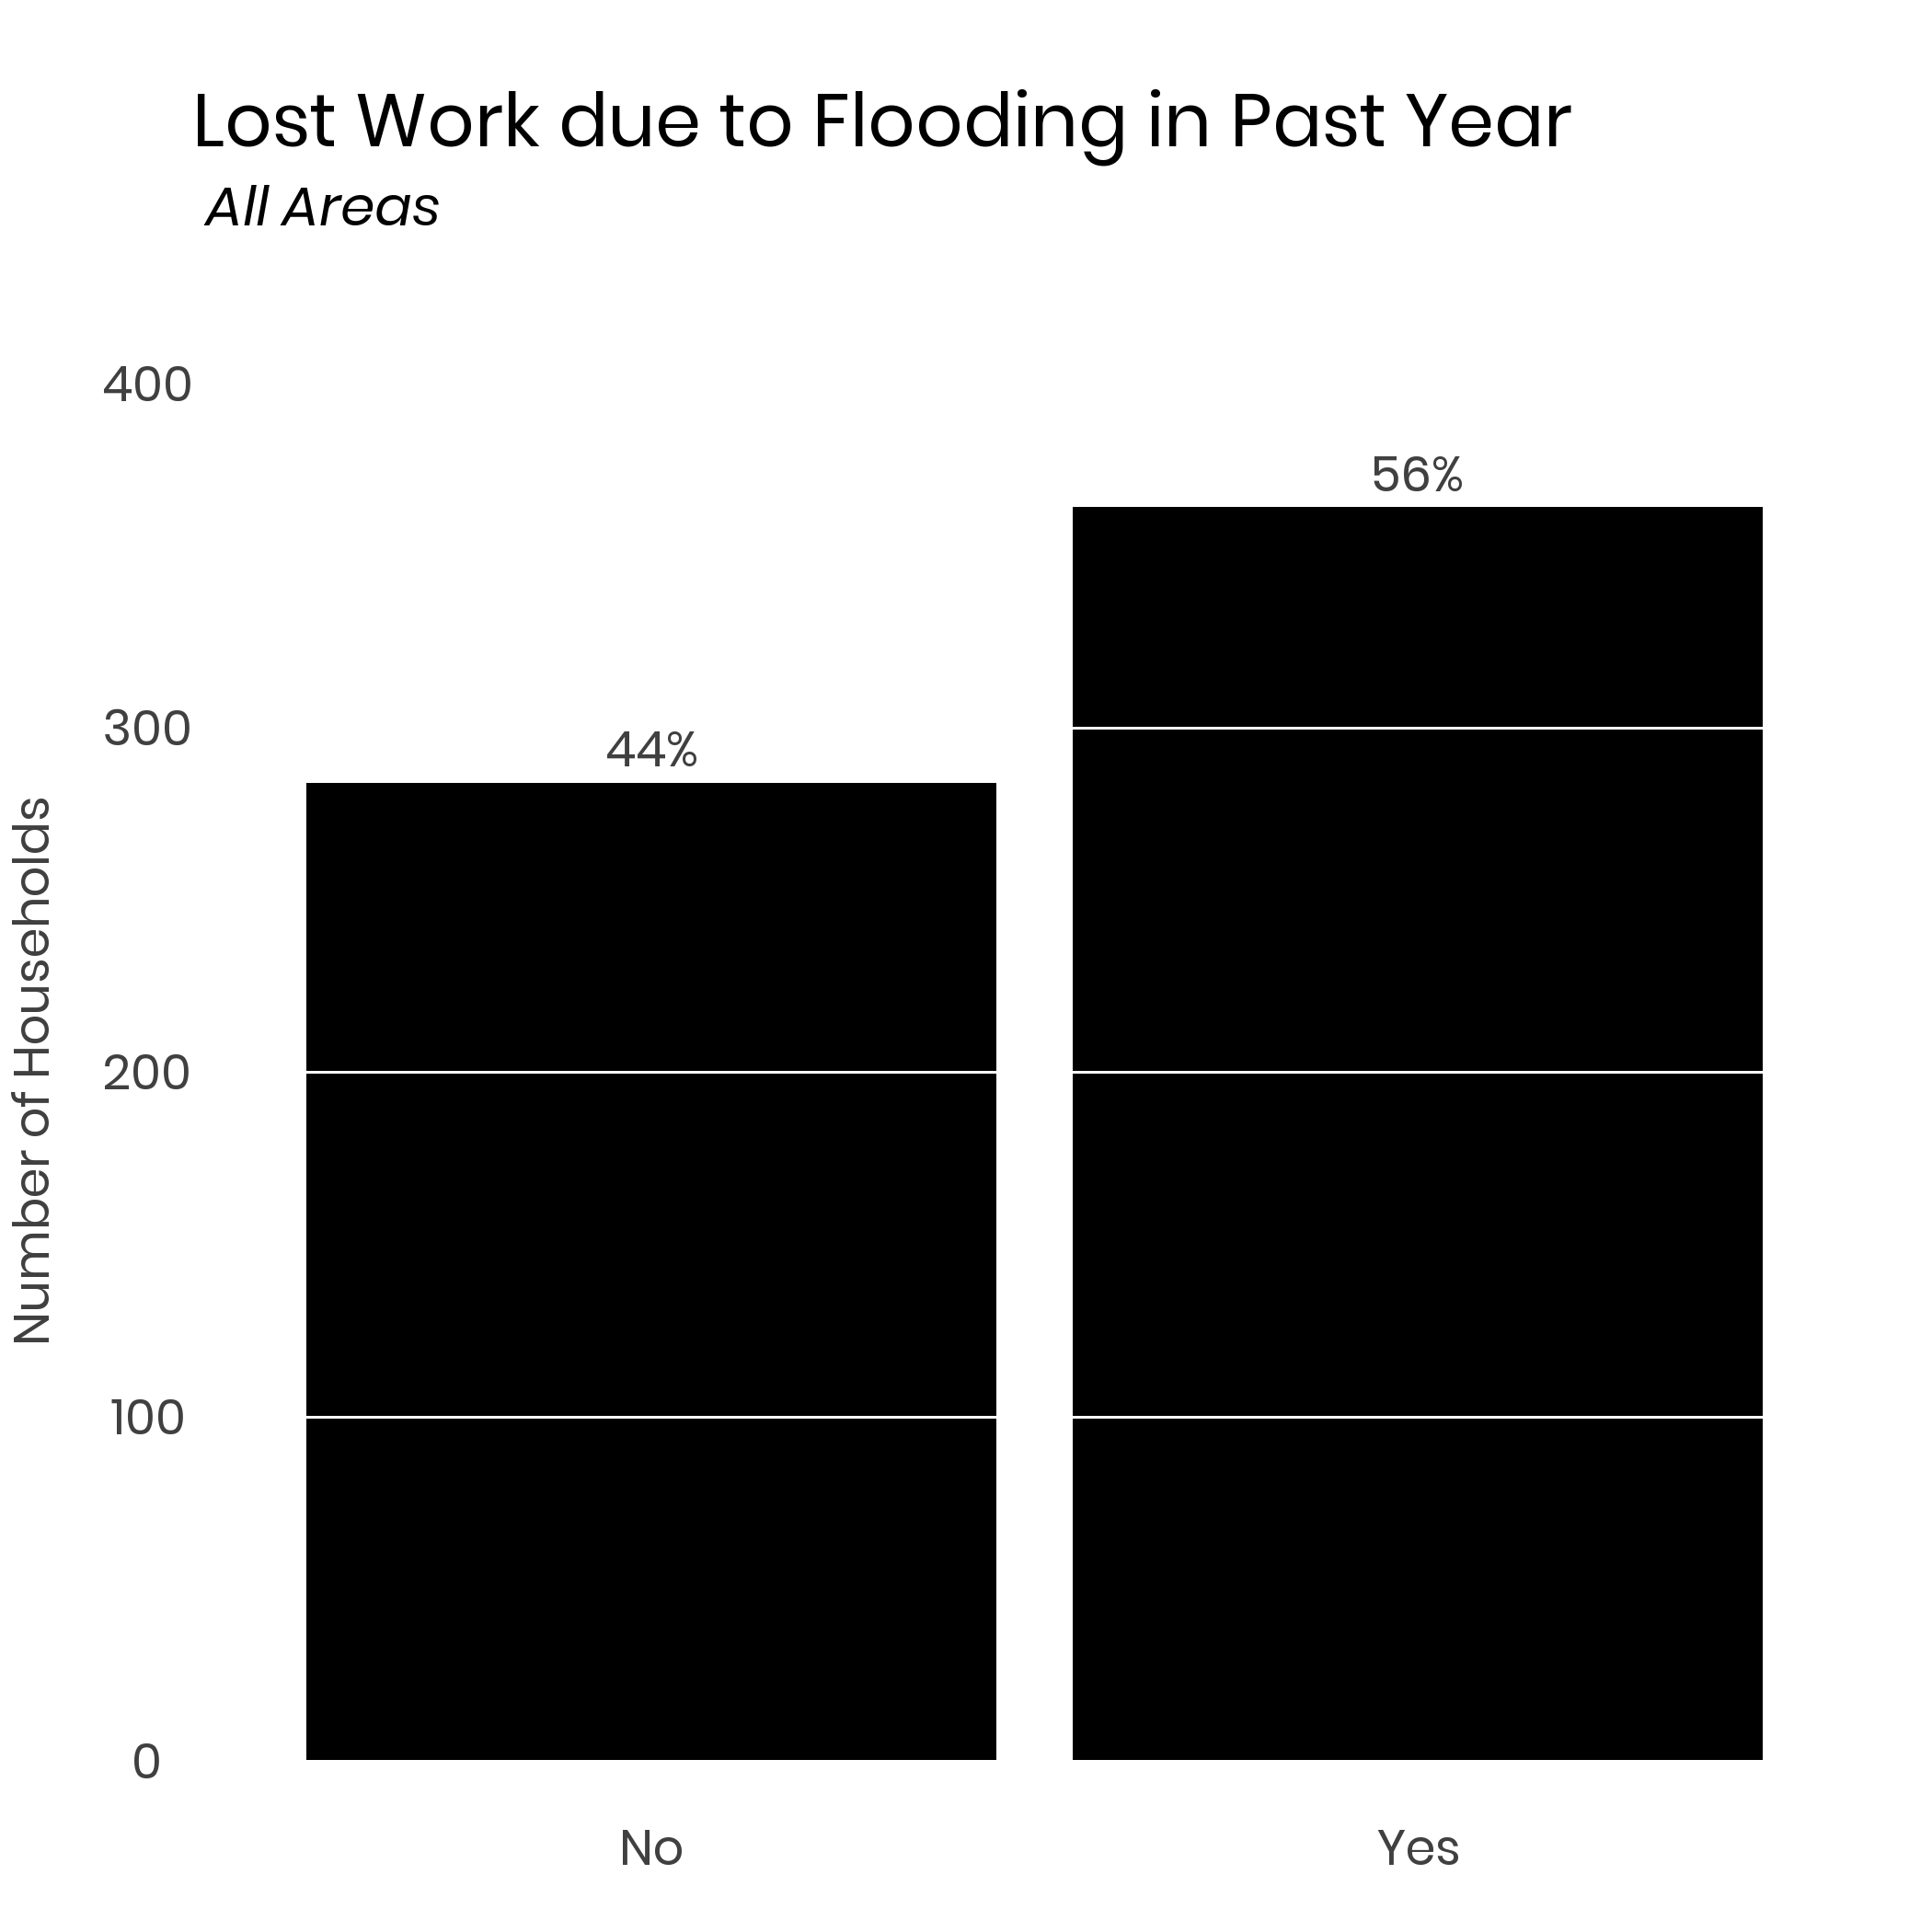 Lost Work due to Flooding in Past Year
All Areas
400
56%
300
44%
200
100
0
Number of Households
No
Yes